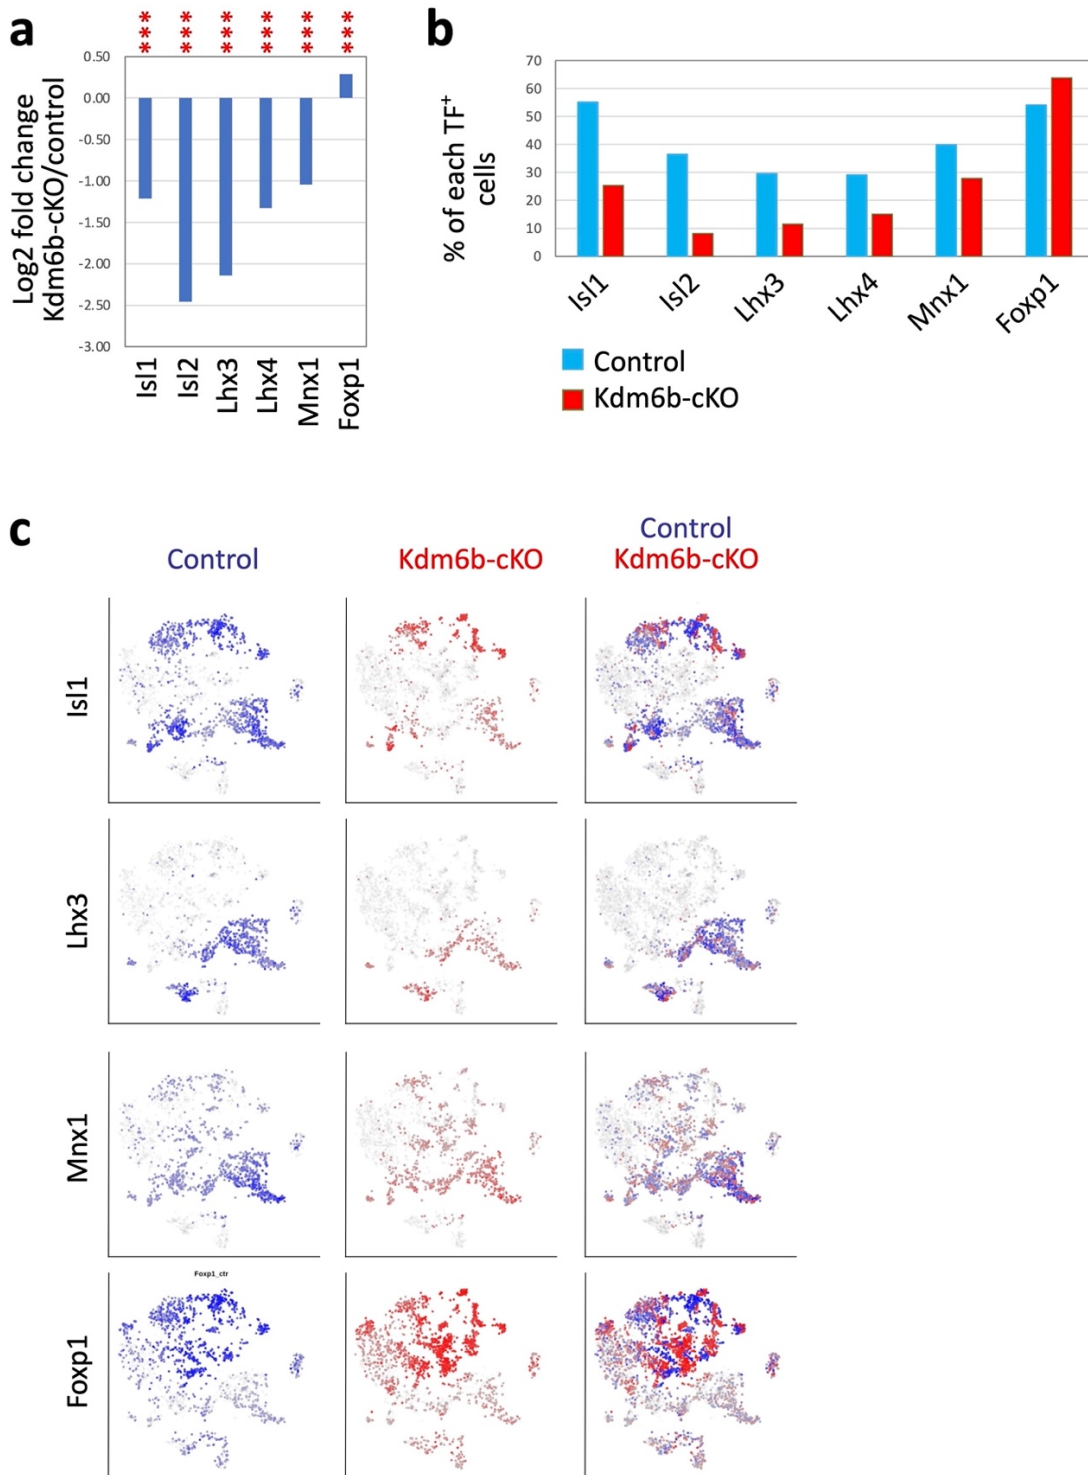 a
*** *** *** *** *** ***
Log2 fold change
Kdm6b-cKO/control
0.50
0.00
-0.50
-1.00
-1.50
-2.00
-2.50
-3.00
Isl1 Isl2 Lhx3 Lhx4 Mnx1 Foxp1
b
% of each TF+
cells
70
60
50
40
30
20
10
0
Isl1 Isl2 Lhx3 Lhx4 Mnx1 Foxp1
Control
Kdm6b-cKO
c
Control
Kdm6b-cKO
Control
Kdm6b-cKO
Isl1
Lhx3
Mnx1
Foxp1
Foxp1_ctr